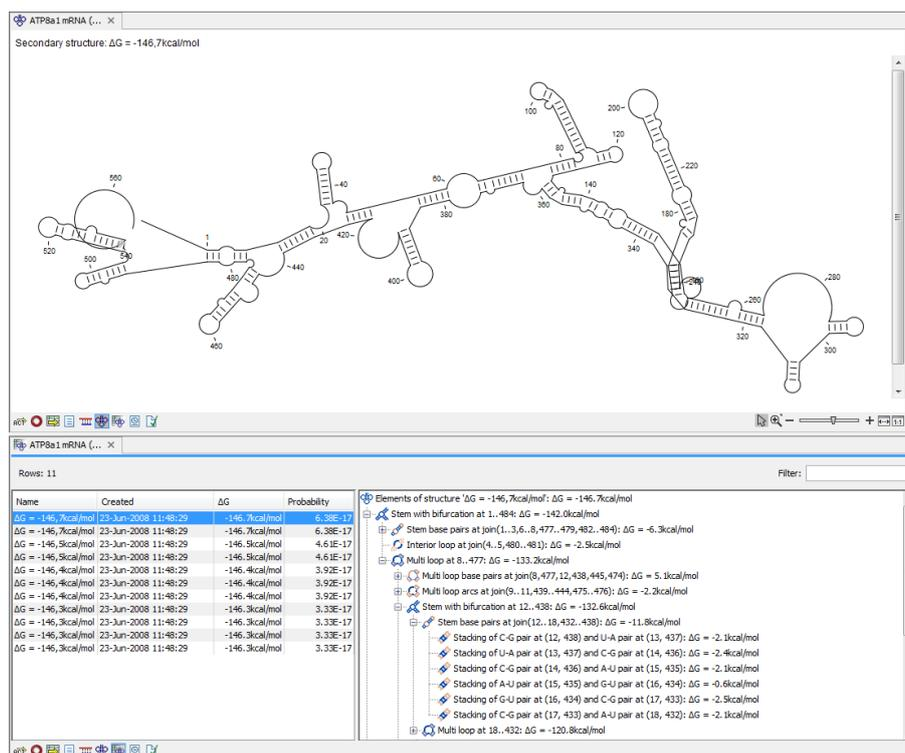 ATP8a1 mRNA (...
Secondary structure: ΔG = -146,7kcal/mol
200
100
120
80
220
560
40
60
140
180
380
360
1
20
420
340
520
500
540
480
440
400
280
260
320
300
460
ATP8a1 mRNA (...
Rows: 11
Filter:
Name Created ΔG Probability
ΔG = -146,7kcal/mol 23-Jun-2008 11:48:29 -146.7kcal/mol 6.38E-17
ΔG = -146,7kcal/mol 23-Jun-2008 11:48:29 -146.7kcal/mol 6.38E-17
ΔG = -146,5kcal/mol 23-Jun-2008 11:48:29 -146.5kcal/mol 4.61E-17
ΔG = -146,5kcal/mol 23-Jun-2008 11:48:29 -146.5kcal/mol 4.61E-17
ΔG = -146,4kcal/mol 23-Jun-2008 11:48:29 -146.4kcal/mol 3.92E-17
ΔG = -146,4kcal/mol 23-Jun-2008 11:48:29 -146.4kcal/mol 3.92E-17
ΔG = -146,4kcal/mol 23-Jun-2008 11:48:29 -146.4kcal/mol 3.92E-17
ΔG = -146,3kcal/mol 23-Jun-2008 11:48:29 -146.3kcal/mol 3.33E-17
ΔG = -146,3kcal/mol 23-Jun-2008 11:48:29 -146.3kcal/mol 3.33E-17
ΔG = -146,3kcal/mol 23-Jun-2008 11:48:29 -146.3kcal/mol 3.33E-17
ΔG = -146,3kcal/mol 23-Jun-2008 11:48:29 -146.3kcal/mol 3.33E-17
Elements of structure 'ΔG = -146,7kcal/mol': ΔG = -146.7kcal/mol
Stem with bifurcation at 1..484: ΔG = -142.0kcal/mol
Stem base pairs at join(1..3,6..8,477..479,482..484): ΔG = -6.3kcal/mol
Interior loop at join(4..5,480..481): ΔG = -2.5kcal/mol
Multi loop at 8..477: ΔG = -133.2kcal/mol
Multi loop base pairs at join(8,477,12,438,445,474): ΔG = 5.1kcal/mol
Multi loop arcs at join(9..11,439..444,475..476): ΔG = -2.2kcal/mol
Stem with bifurcation at 12..438: ΔG = -132.6kcal/mol
Stem base pairs at join(12..18,432..438): ΔG = -11.8kcal/mol
Stacking of C-G pair at (12, 438) and U-A pair at (13, 437): ΔG = -2.1kcal/mol
Stacking of U-A pair at (13, 437) and C-G pair at (14, 436): ΔG = -2.4kcal/mol
Stacking of C-G pair at (14, 436) and A-U pair at (15, 435): ΔG = -2.1kcal/mol
Stacking of A-U pair at (15, 435) and G-U pair at (16, 434): ΔG = -0.6kcal/mol
Stacking of G-U pair at (16, 434) and C-G pair at (17, 433): ΔG = -2.5kcal/mol
Stacking of C-G pair at (17, 433) and A-U pair at (18, 432): ΔG = -2.1kcal/mol
Multi loop at 18..432: ΔG = -120.8kcal/mol